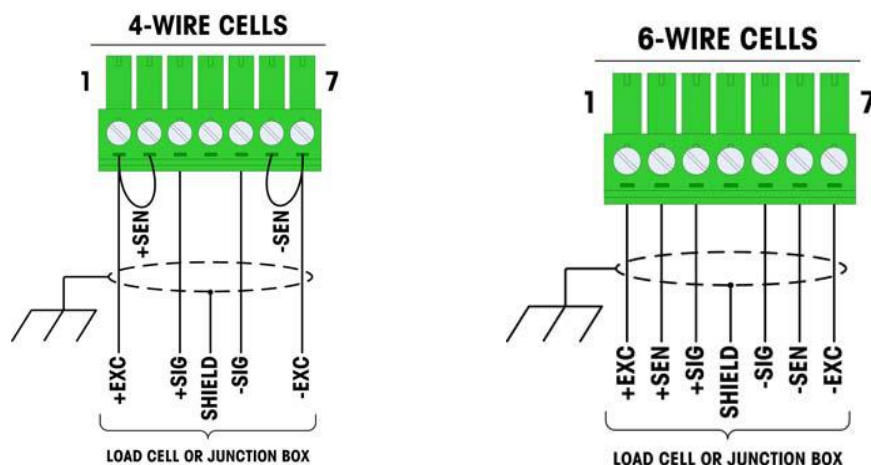 4-WIRE CELLS
1
7
+SEN
-SEN
+EXC
+SIG
SHIELD
-SIG
-EXC
LOAD CELL OR JUNCTION BOX
6-WIRE CELLS
1
7
+EXC
+SEN
+SIG
SHIELD
-SIG
-SEN
-EXC
LOAD CELL OR JUNCTION BOX